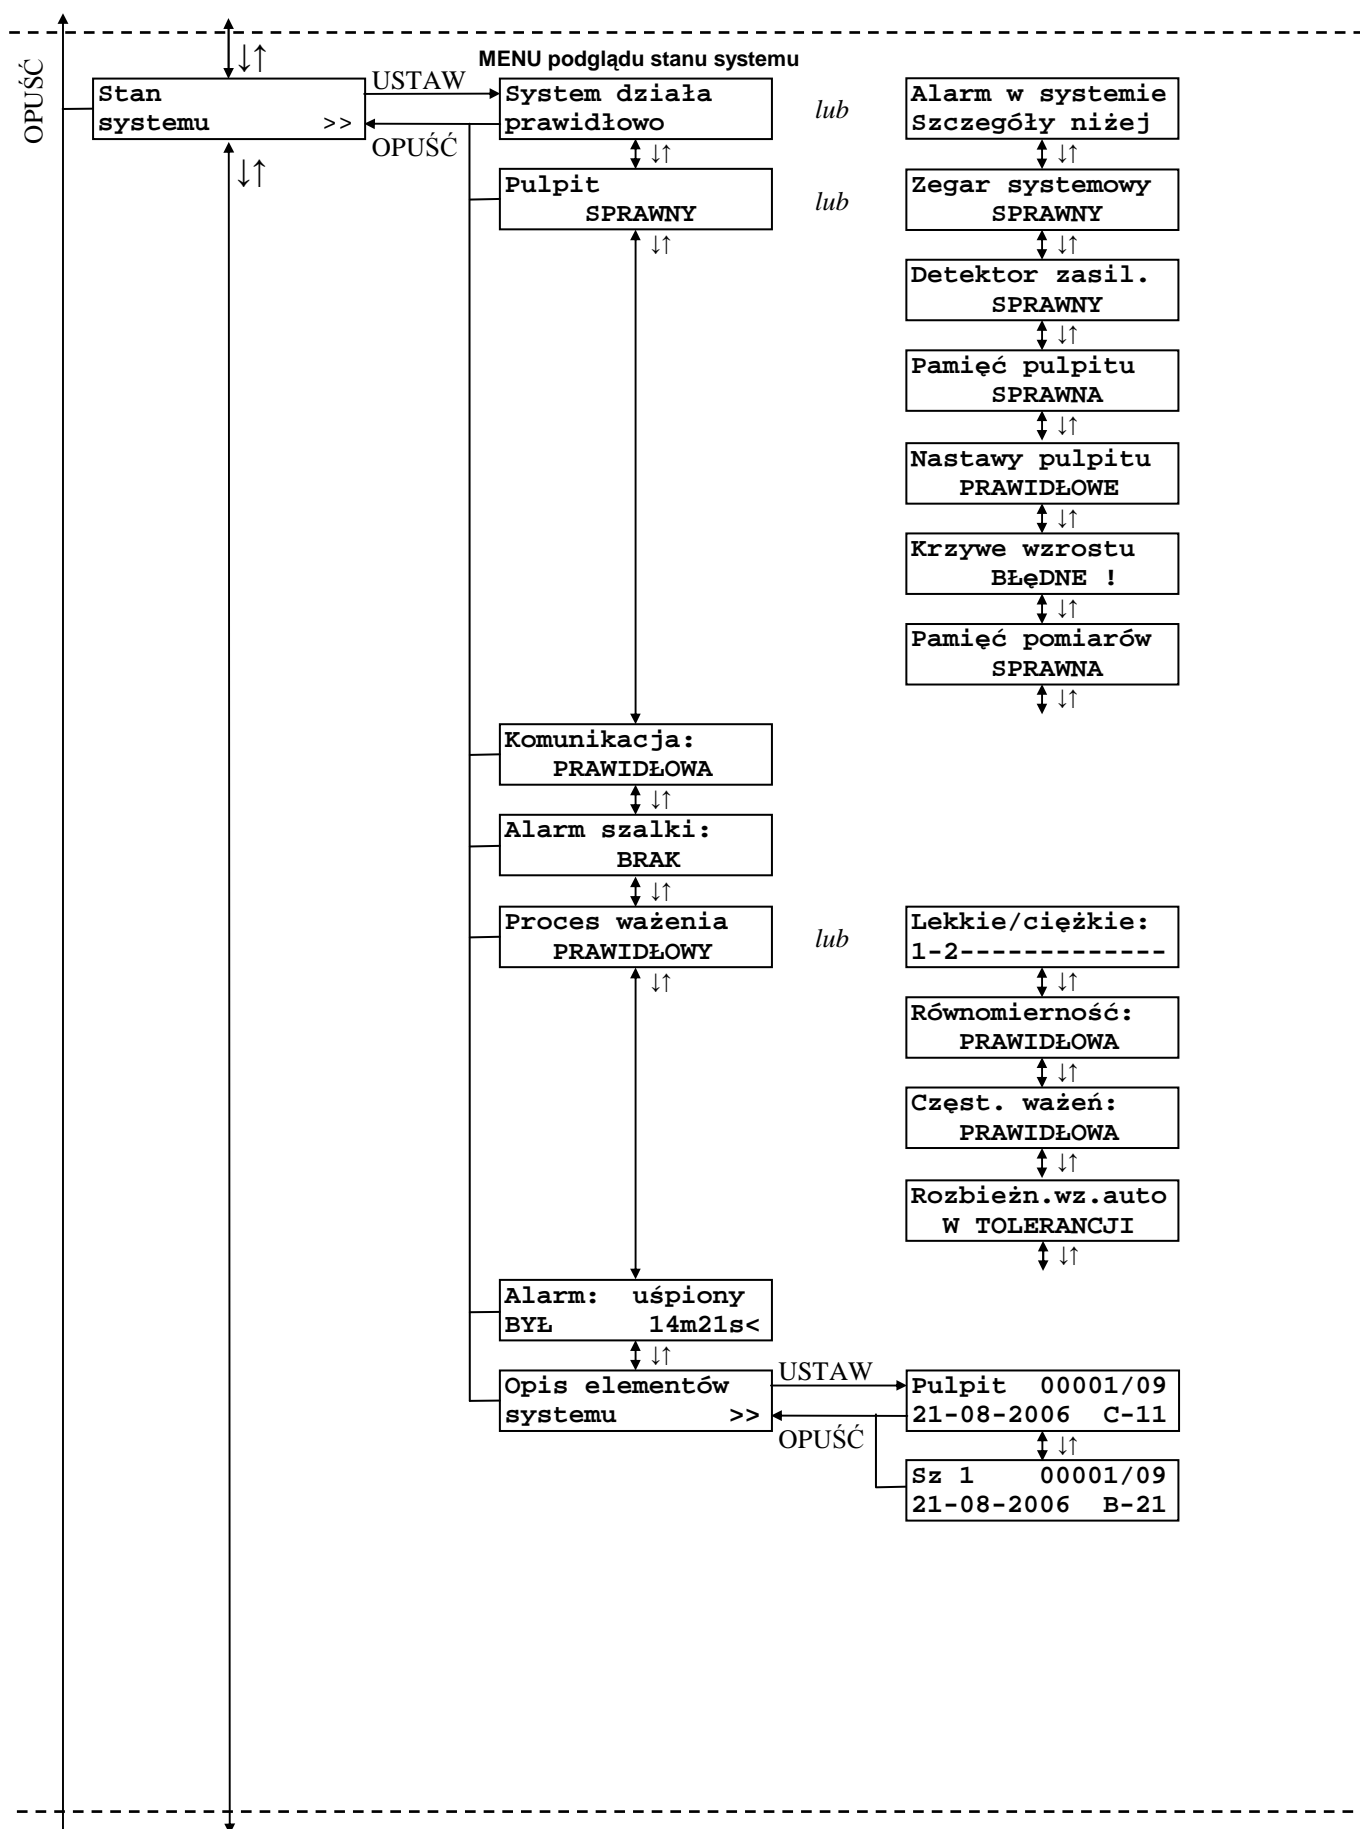 MENU podglądu stanu systemu
OPUŚĆ
↓↑
Stan
systemu >>
USTAW
OPUŚĆ
↓↑
System działa
prawidłowo
lub
Alarm w systemie
Szczegóły niżej
↓↑
↓↑
Pulpit
SPRAWNY
lub
Zegar systemowy
SPRAWNY
↓↑
↓↑
Detektor zasil.
SPRAWNY
↓↑
Pamięć pulpitu
SPRAWNA
↓↑
Nastawy pulpitu
PRAWIDŁOWE
↓↑
Krzywe wzrostu
BŁęDNE !
↓↑
Pamięć pomiarów
SPRAWNA
↓↑
Komunikacja:
PRAWIDŁOWA
↓↑
Alarm szalki:
BRAK
↓↑
Proces ważenia
PRAWIDŁOWY
lub
Lekkie/ciężkie:
1-2-------------
↓↑
↓↑
Równomierność:
PRAWIDŁOWA
↓↑
Częst. ważeń:
PRAWIDŁOWA
↓↑
Rozbieżn.wz.auto
W TOLERANCJI
↓↑
Alarm: uśpiony
BYŁ 14m21s<
↓↑
Opis elementów
systemu >>
USTAW
OPUŚĆ
Pulpit 00001/09
21-08-2006 C-11
↓↑
Sz 1 00001/09
21-08-2006 B-21